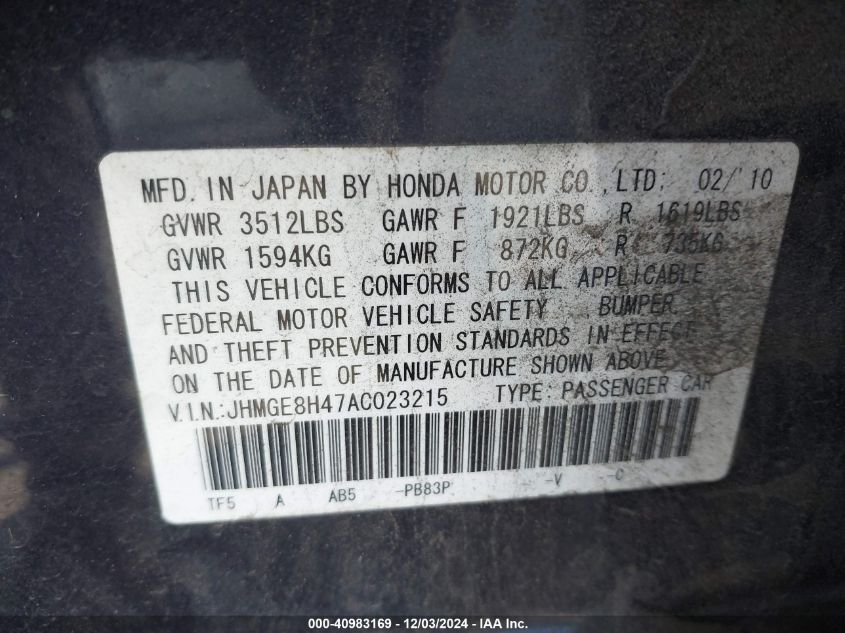 MFD. IN JAPAN BY HONDA MOTOR CO.,LTD. 02/'10
GVWR 3512LBS GAWR F 1921LBS R 1619LBS
GVWR 1594KG GAWR F 872KG R 735KG
THIS VEHICLE CONFORMS TO ALL APPLICABLE
FEDERAL MOTOR VEHICLE SAFETY BUMPER
AND THEFT PREVENTION STANDARDS IN EFFECT
ON THE DATE OF MANUFACTURE SHOWN ABOVE
V.I.N.:JHMGE8H47AC023215 TYPE: PASSENGER CAR
TF5 A AB5 -PB83P -V -C
000-40983169 - 12/03/2024 - IAA Inc.